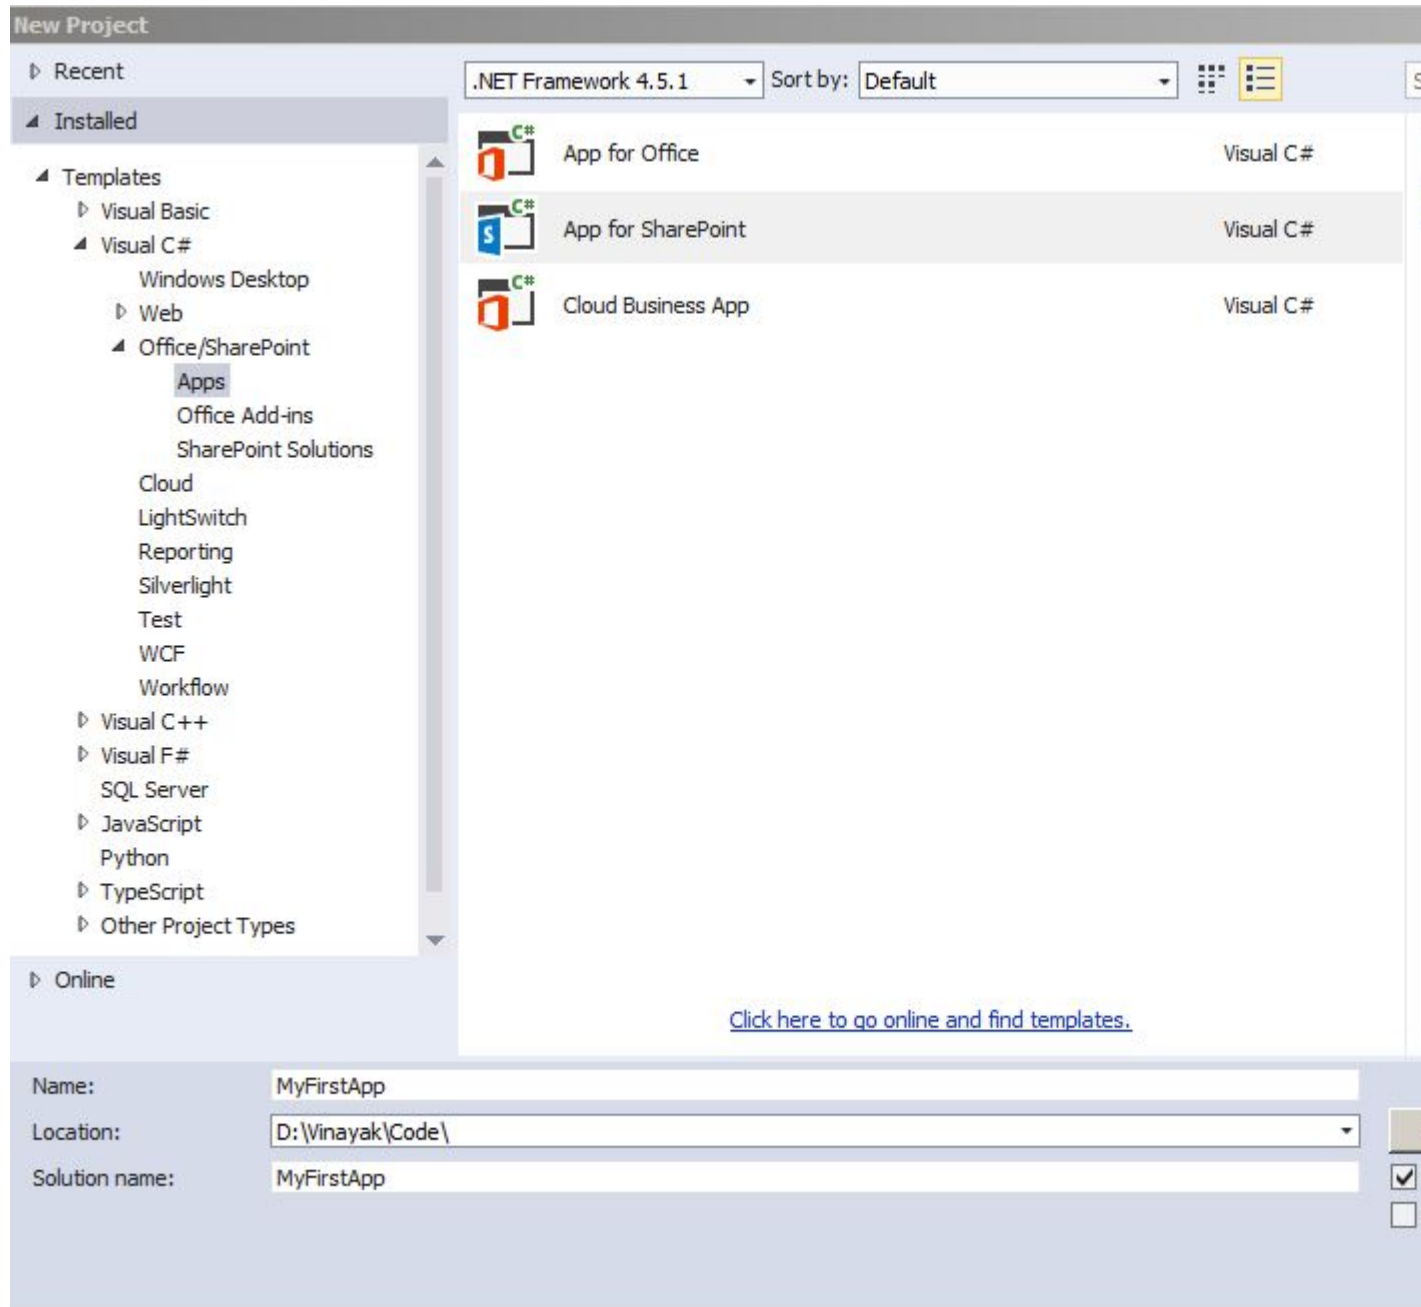 New Project
Recent
Installed
Templates
Visual Basic
Visual C#
Windows Desktop
Web
Office/SharePoint
Apps
Office Add-ins
SharePoint Solutions
Cloud
LightSwitch
Reporting
Silverlight
Test
WCF
Workflow
Visual C++
Visual F#
SQL Server
JavaScript
Python
TypeScript
Other Project Types
Online
.NET Framework 4.5.1 Sort by: Default
C# App for Office Visual C#
C# App for SharePoint Visual C#
C# Cloud Business App Visual C#
Click here to go online and find templates.
Name: MyFirstApp
Location: D:\Vinayak\Code\
Solution name: MyFirstApp